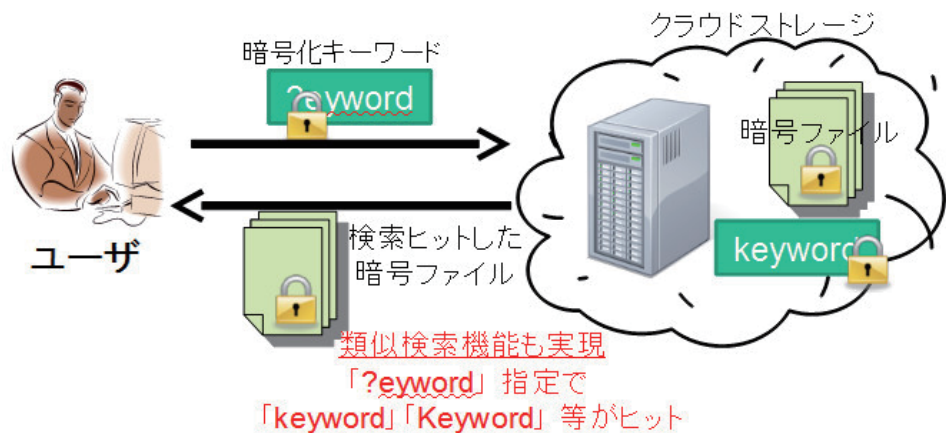 クラウドストレージ
暗号化キーワード
?eyword
暗号ファイル
keyword
ユーザ
検索ヒットした
暗号ファイル
類似検索機能も実現
「?eyword」指定で
「keyword」「Keyword」等がヒット